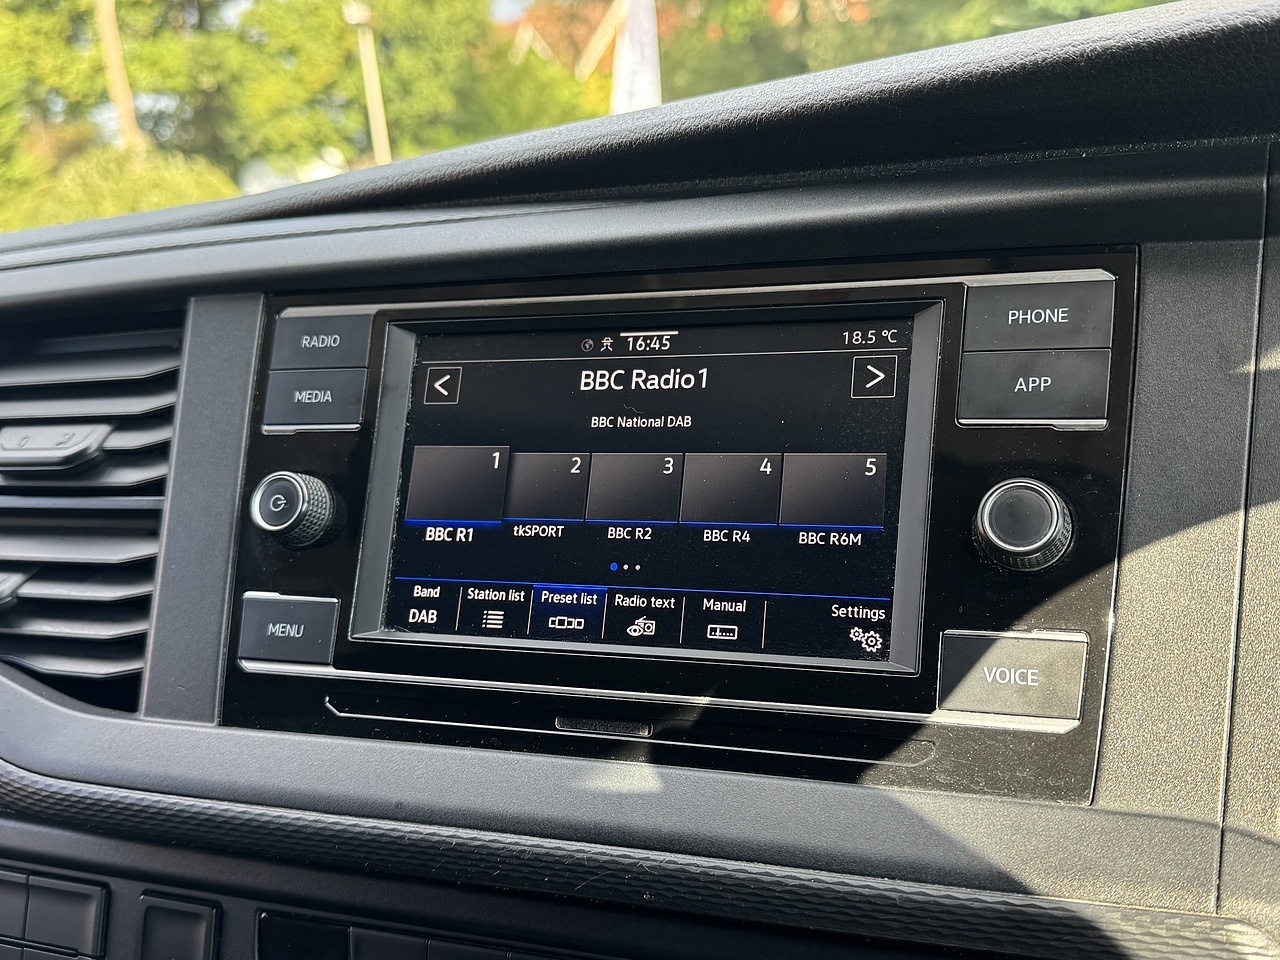 RADIO
MEDIA
MENU
16:45
18.5 °C
<
BBC Radio1
>
BBC National DAB
1
2
3
4
5
BBC R1
tkSPORT
BBC R2
BBC R4
BBC R6M
Band
DAB
Station list
Preset list
Radio text
Manual
Settings
PHONE
APP
VOICE